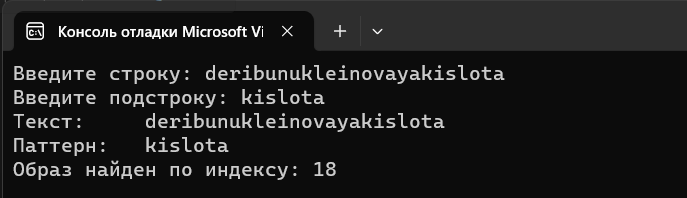 Консоль отладки Microsoft Vi
Введите строку: deribunukleinovayakislota
Введите подстроку: kislota
Текст:     deribunukleinovayakislota
Паттерн:   kislota
Образ найден по индексу: 18